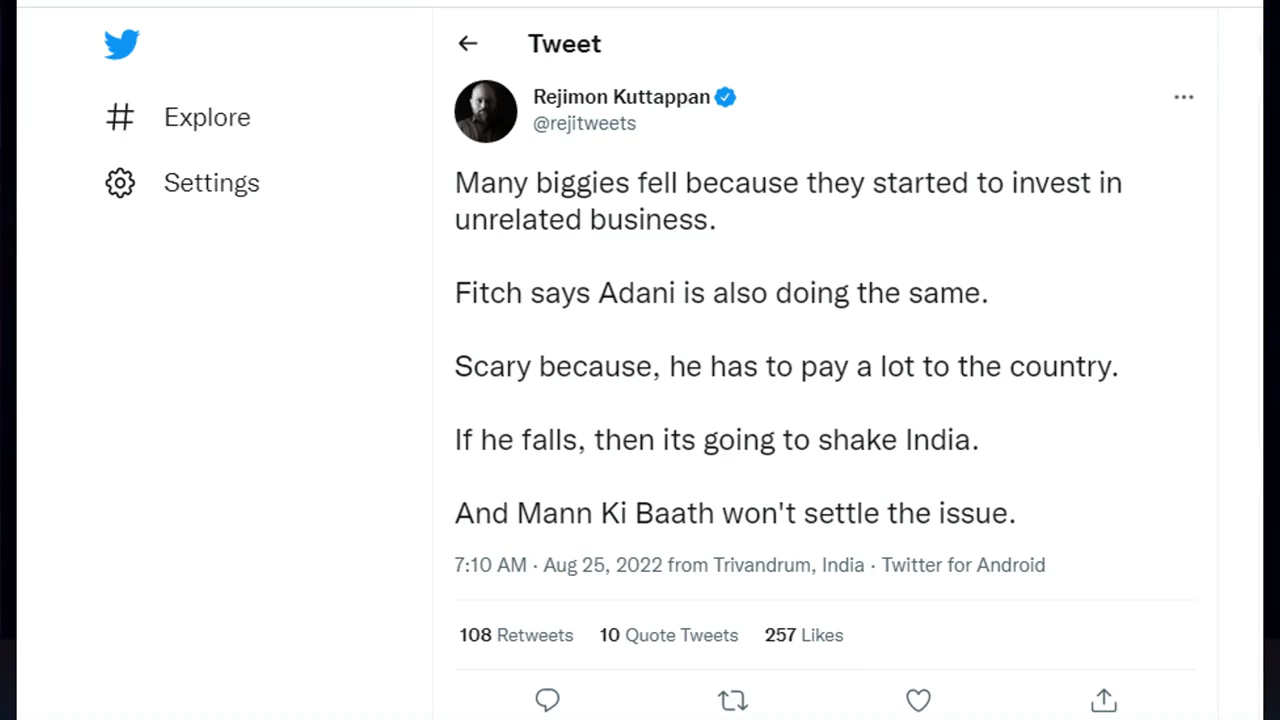 Tweet
Explore
Settings
Rejimon Kuttappan
@rejitweets
Many biggies fell because they started to invest in
unrelated business.
Fitch says Adani is also doing the same.
Scary because, he has to pay a lot to the country.
If he falls, then its going to shake India.
And Mann Ki Baath won't settle the issue.
7:10 AM · Aug 25, 2022 from Trivandrum, India · Twitter for Android
108 Retweets 10 Quote Tweets 257 Likes